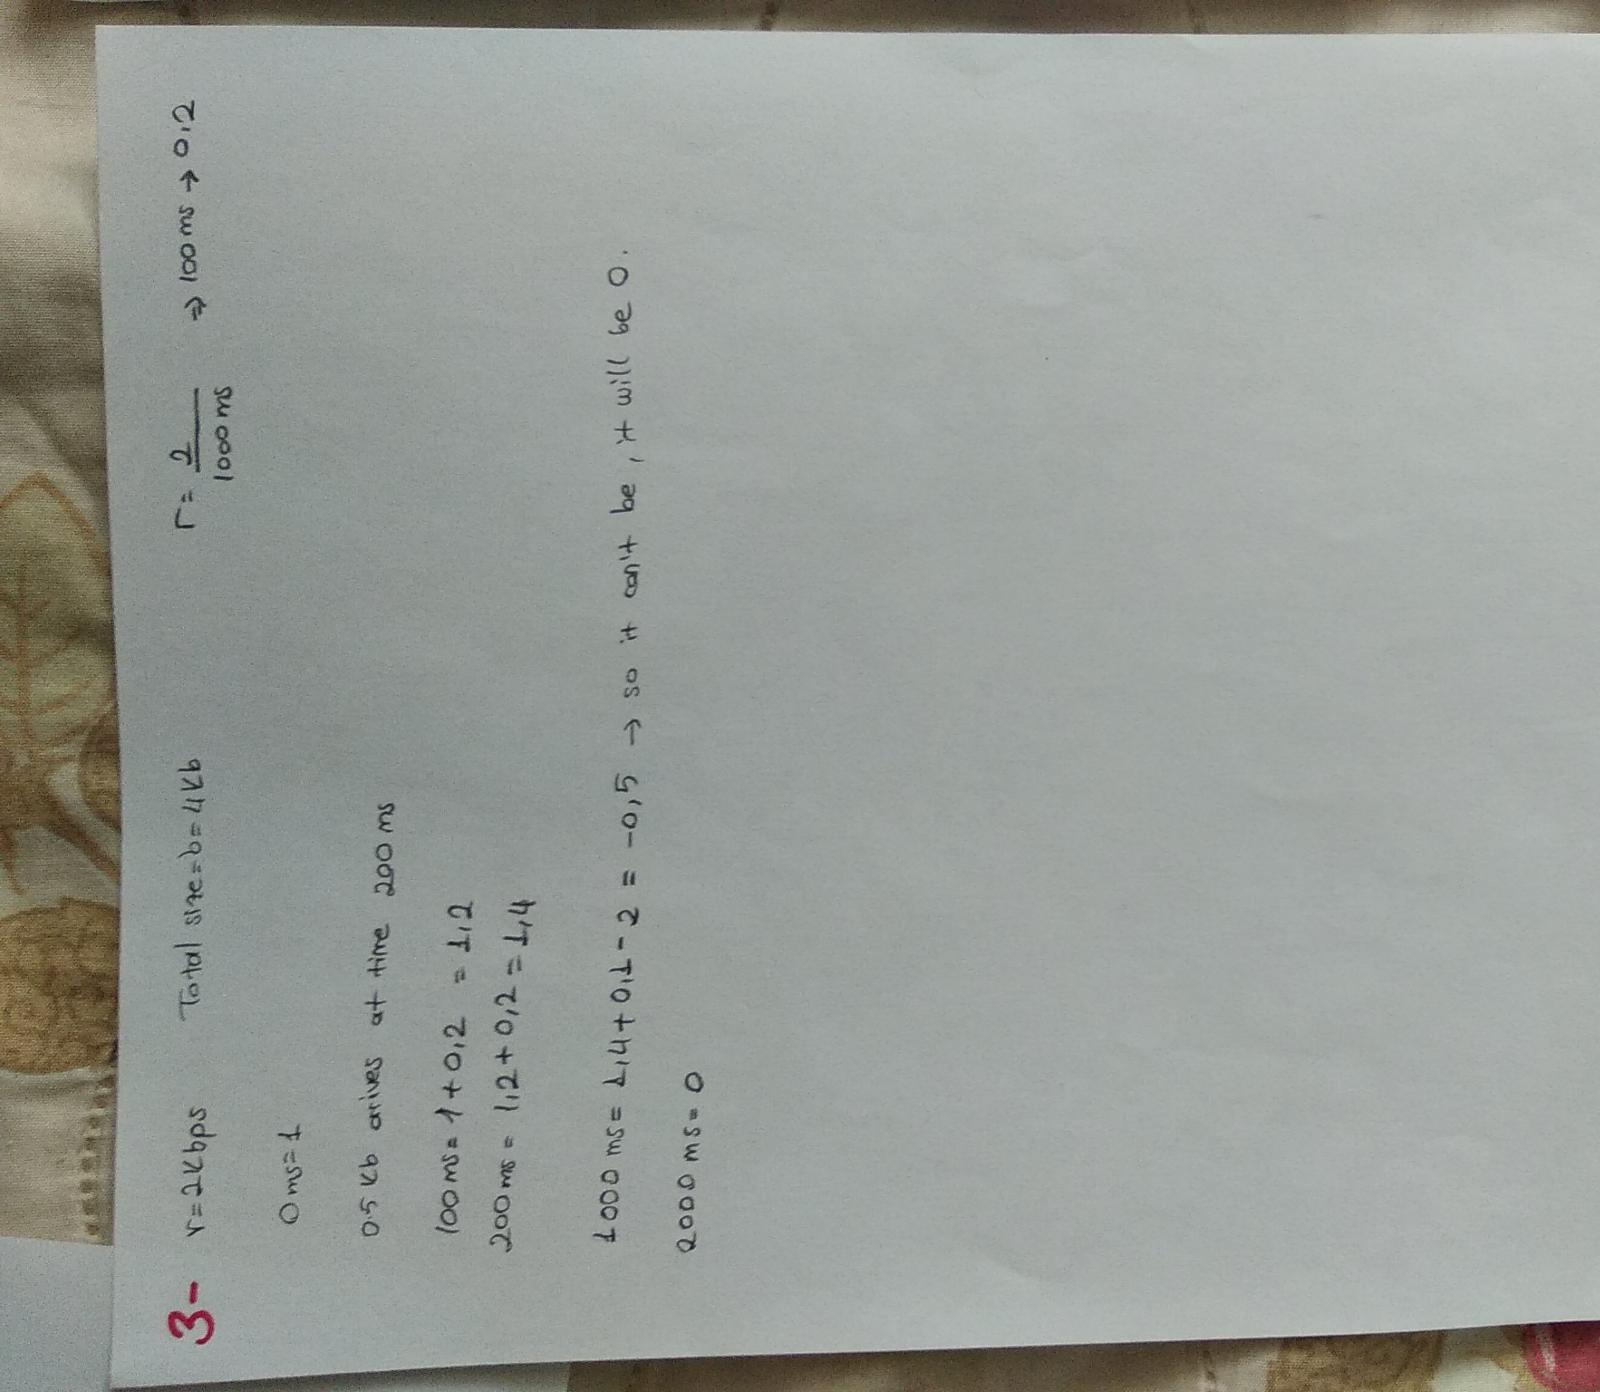 3- r=2Kbps Total size=b=4Kb r= 2 / 1000 ms ⇒ 100 ms → 0,2
0 ms=1
0.5 Kb arives at time 200 ms
100 ms= 1+0,2 = 1,2
200 ms = 1,2+0,2 = 1,4
1000 ms= 1,4+0,1-2 = -0,5 → so it can't be, it will be 0.
2000 ms= 0